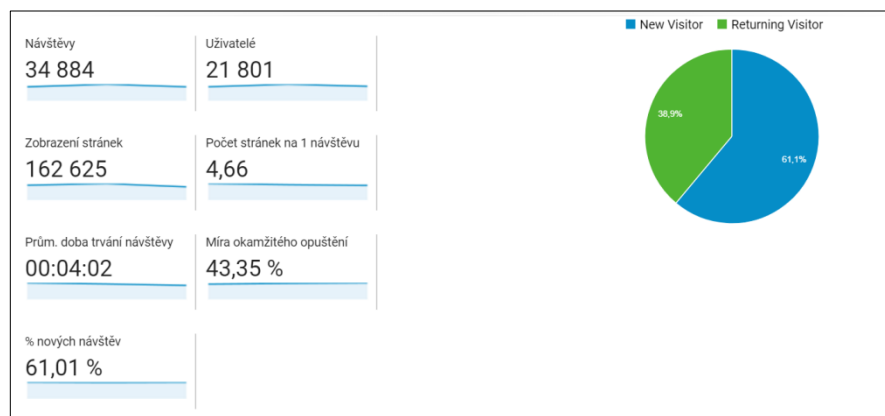 Návštěvy
34 884
Uživatelé
21 801
Zobrazení stránek
162 625
Počet stránek na 1 návštěvu
4,66
Prům. doba trvání návštěvy
00:04:02
Míra okamžitého opuštění
43,35 %
% nových návštěv
61,01 %
New Visitor
Returning Visitor
38,9%
61,1%